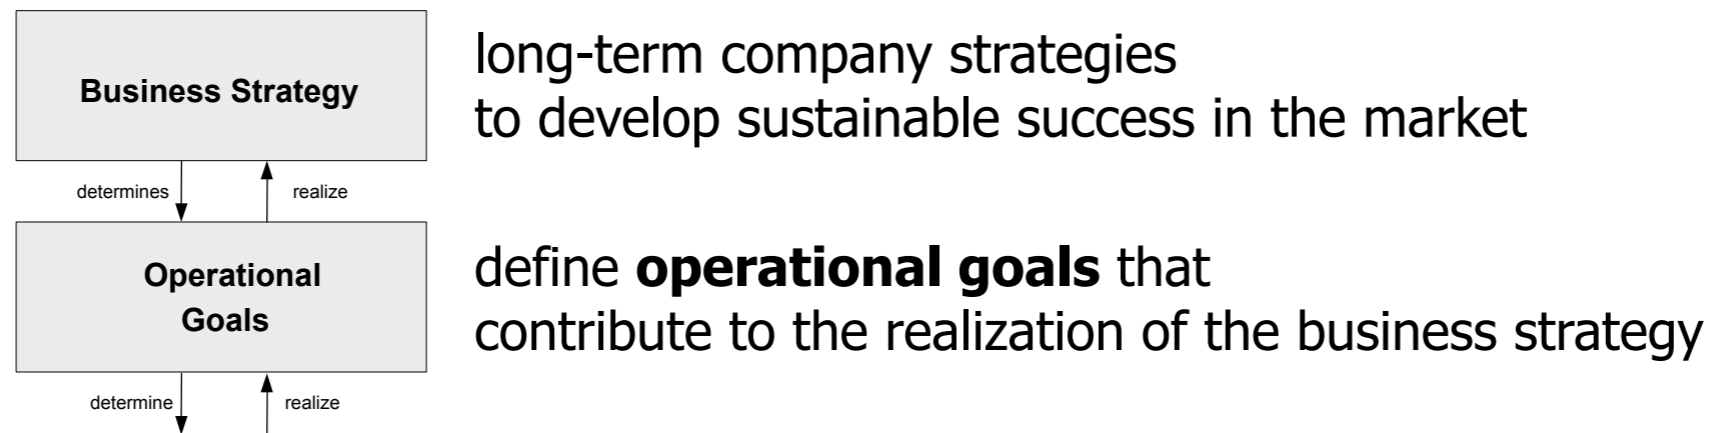 Business Strategy
long-term company strategies
to develop sustainable success in the market
determines
realize
Operational
Goals
define operational goals that
contribute to the realization of the business strategy
determine
realize